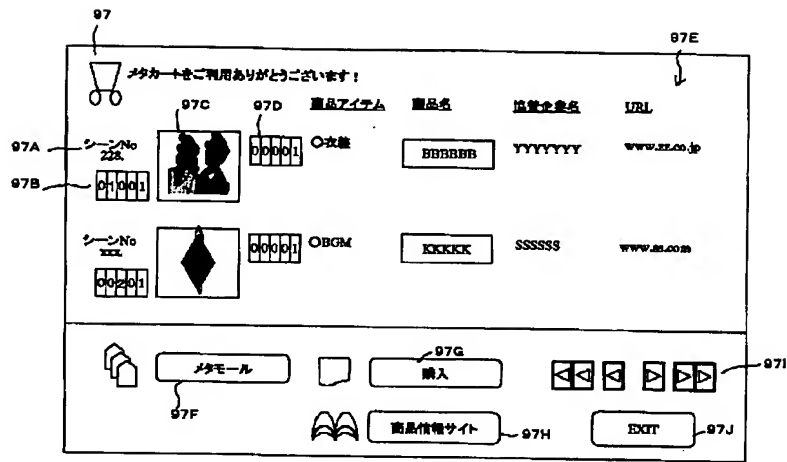 97
97E
メタカートをご利用ありがとうございます！
97C 97D 商品アイテム 商品名 協賛企業名 URL
97A シーンNo 228. 00001 〇衣装 BBBBBB YYYYYYY www.zz.co.jp
97B 01001
シーンNo xxx. 00001 〇BGM KKKKK SSSSSS www.ss.com
00201
メタモール 97G 購入 97I
97F
商品情報サイト 97H EXIT 97J